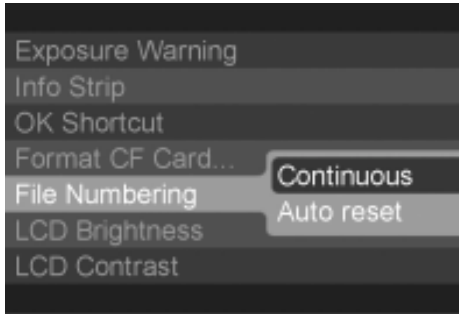 Exposure Warning
Info Strip
OK Shortcut
Format CF Card...
File Numbering
LCD Brightness
LCD Contrast
Continuous
Auto reset